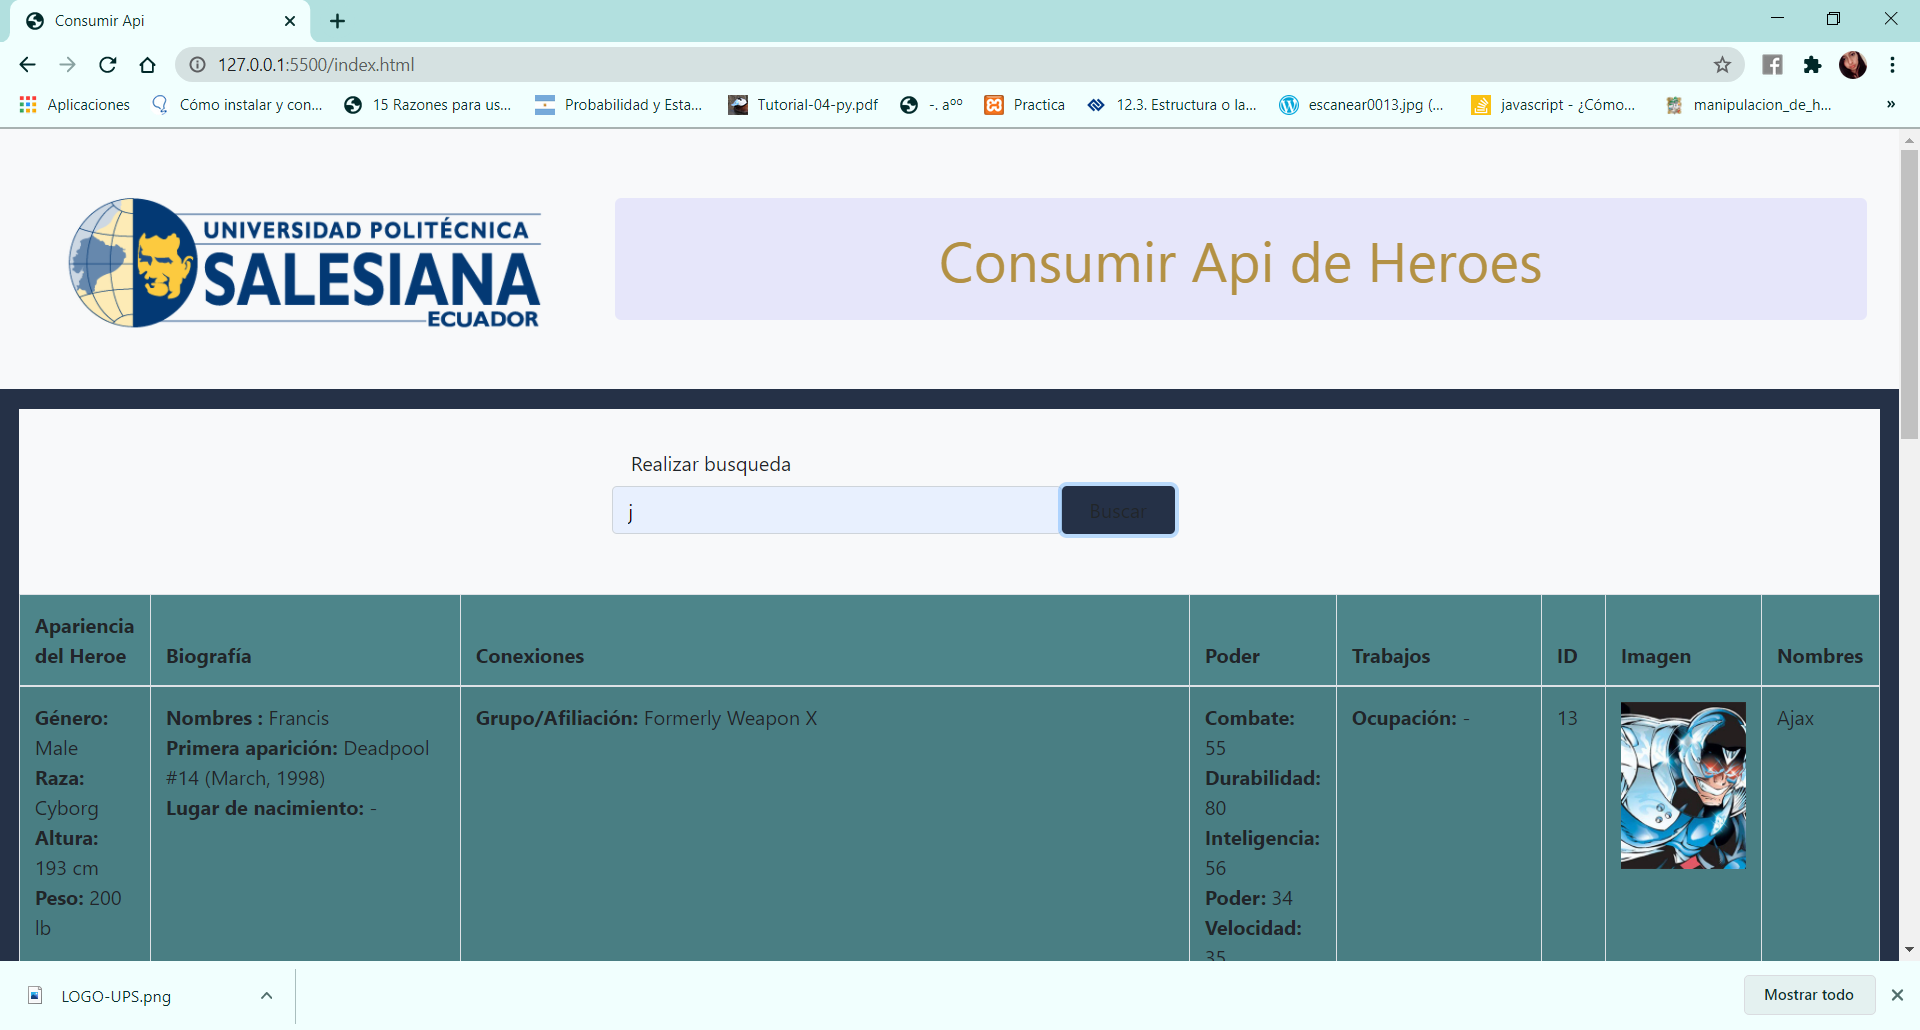 Consumir Api
127.0.0.1:5500/index.html
Aplicaciones
Cómo instalar y con...
15 Razones para us...
Probabilidad y Esta...
Tutorial-04-py.pdf
-. aºº
Practica
12.3. Estructura o la...
escanear0013.jpg (...
javascript - ¿Cómo...
manipulacion_de_h...
»
UNIVERSIDAD POLITÉCNICA
SALESIANA
ECUADOR
Consumir Api de Heroes
Realizar busqueda
j
Buscar
Apariencia
del Heroe
Biografía
Conexiones
Poder
Trabajos
ID
Imagen
Nombres
Género:
Male
Raza:
Cyborg
Altura:
193 cm
Peso: 200
lb
Nombres : Francis
Primera aparición: Deadpool
#14 (March, 1998)
Lugar de nacimiento: -
Grupo/Afiliación: Formerly Weapon X
Combate:
55
Durabilidad:
80
Inteligencia:
56
Poder: 34
Velocidad:
35
Ocupación: -
13
Ajax
LOGO-UPS.png
Mostrar todo